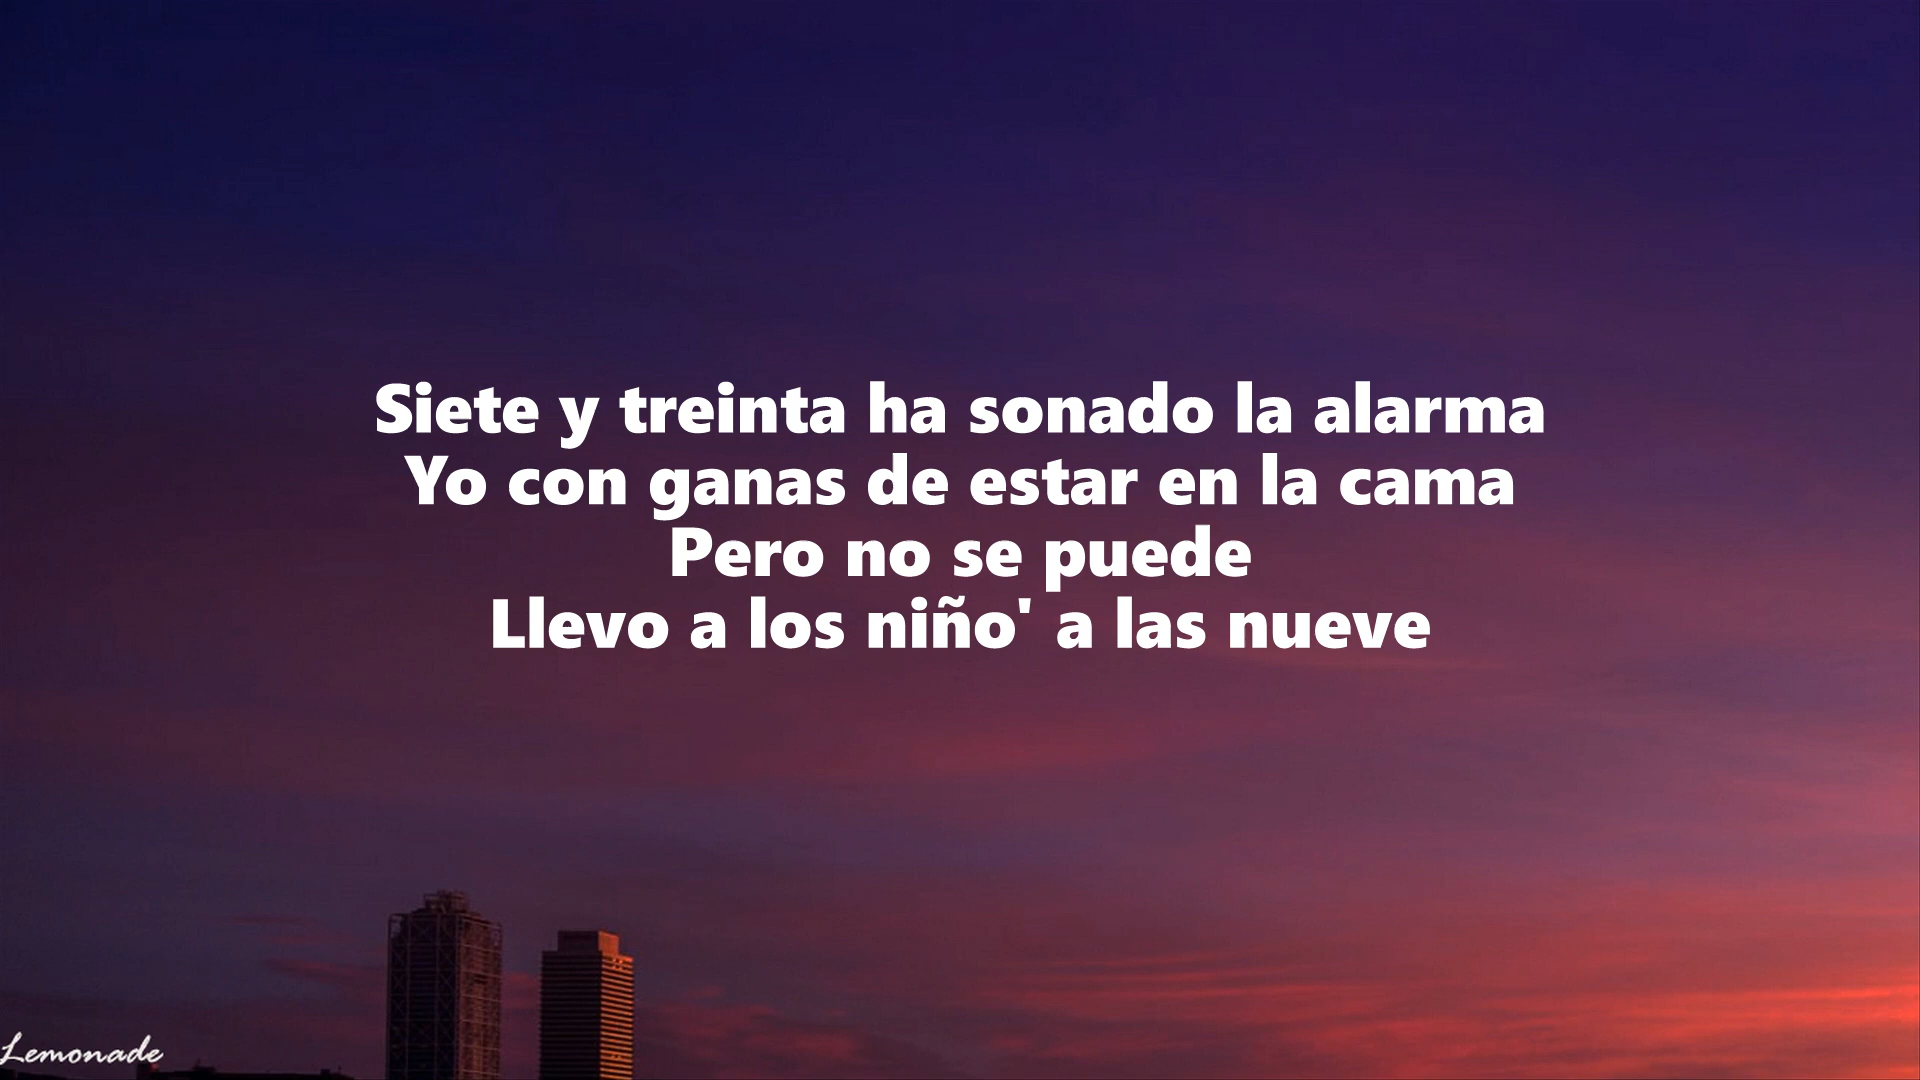 Siete y treinta ha sonado la alarma
Yo con ganas de estar en la cama
Pero no se puede
Llevo a los niño' a las nueve
Lemonade